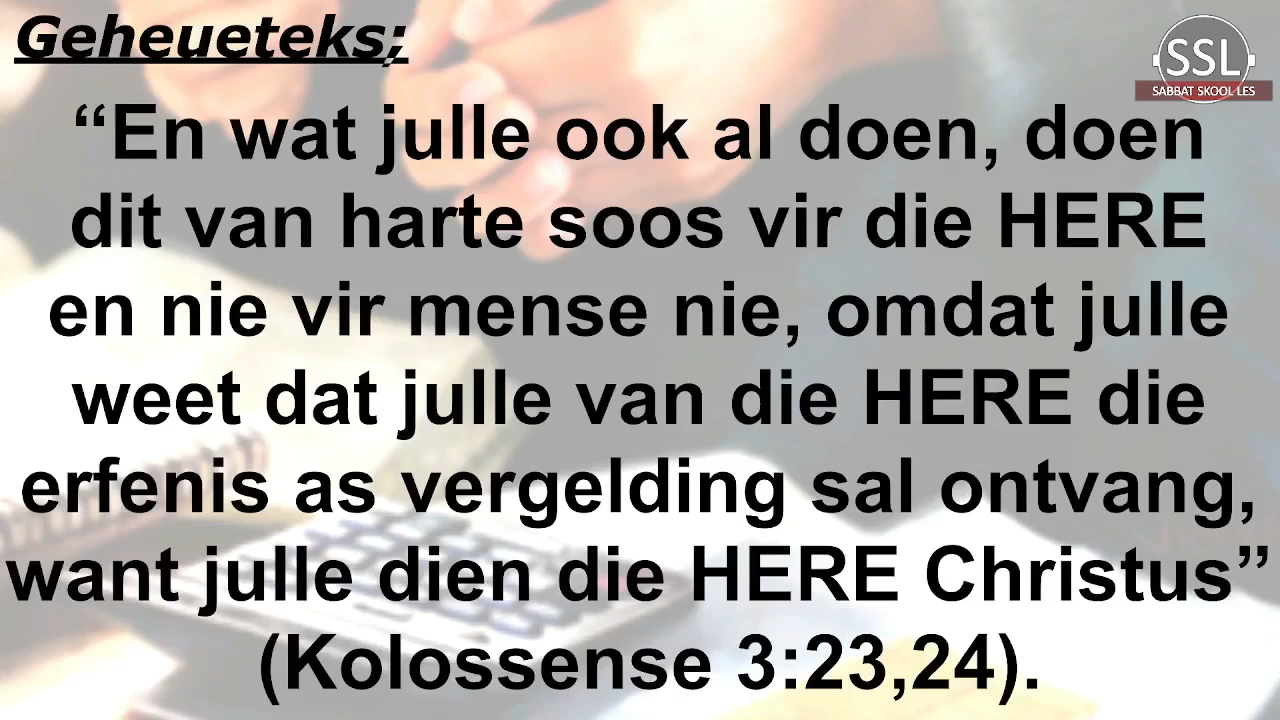 Geheueteks;
SSL
SABBAT SKOOL LES
“En wat julle ook al doen, doen
dit van harte soos vir die HERE
en nie vir mense nie, omdat julle
weet dat julle van die HERE die
erfenis as vergelding sal ontvang,
want julle dien die HERE Christus”
(Kolossense 3:23,24).